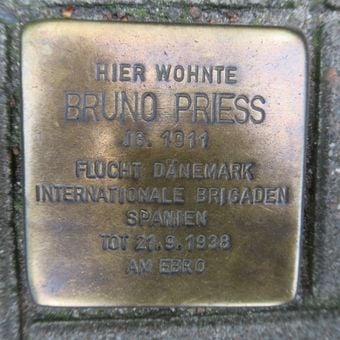 HIER WOHNTE
BRUNO PRIESS
JG. 1911
FLUCHT DÄNEMARK
INTERNATIONALE BRIGADEN
SPANIEN
TOT 21.9.1938
AM EBRO